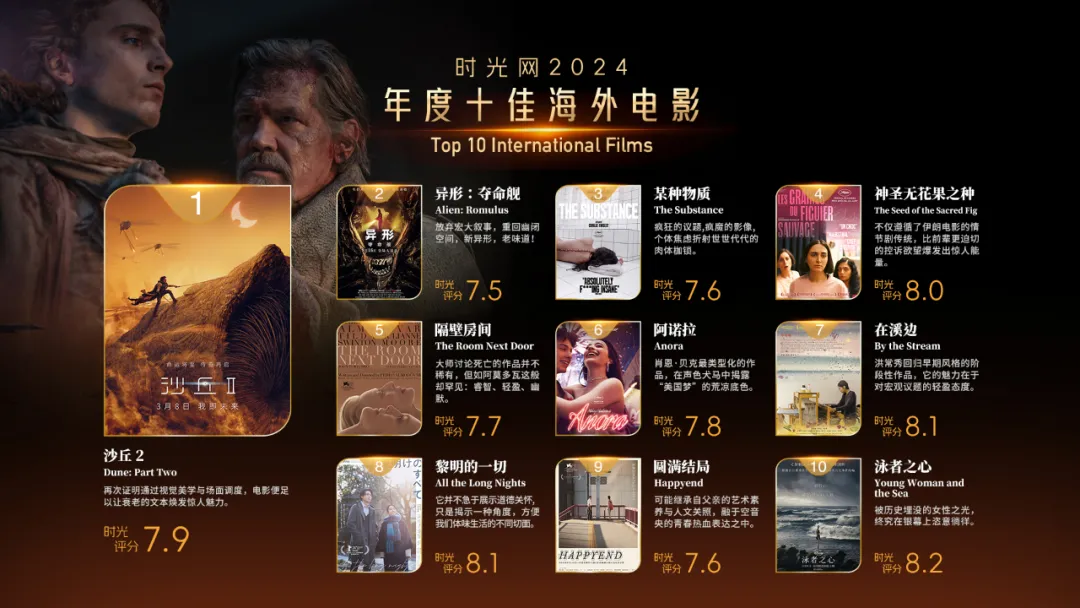 时光网2024
年度十佳海外电影
Top 10 International Films
1
西出阴谷 今围再临
沙丘II
3月8日 我即未来
沙丘 2
Dune: Part Two
再次证明通过视觉美学与场面调度，电影便足
以让衰老的文本焕发惊人魅力。
时光
评分 7.9
2
异形
夺命舰
异形：夺命舰
Alien: Romulus
放弃宏大叙事，重回幽闭
空间，新异形，老味道！
时光
评分 7.5
3
THE SUBSTANCE
"ABSOLUTELY
F***ING INSANE"
某种物质
The Substance
疯狂的议题,疯魔的影像,
个体焦虑折射世世代代的
肉体枷锁。
时光
评分 7.6
4
LES GRAINES
DU FIGUIER
SAUVAGE
神圣无花果之种
The Seed of the Sacred Fig
不仅遵循了伊朗电影的情
节剧传统，比前辈更迫切
的控诉欲望爆发出惊人能
量。
时光
评分 8.0
5
THE ROOM
NEXT DOOR
隔壁房间
The Room Next Door
大师讨论死亡的作品并不
稀有，但如阿莫多瓦这般
却罕见：睿智、轻盈、幽
默。
时光
评分 7.7
6
Anora
阿诺拉
Anora
肖恩·贝克最类型化的作
品，在声色犬马中揭露
“美国梦”的荒凉底色。
时光
评分 7.8
7
在溪边
By the Stream
洪常秀回归早期风格的阶
段性作品，它的魅力在于
对宏观议题的轻盈态度。
时光
评分 8.1
8
黎明的一切
All the Long Nights
它并不急于展示道德关怀,
只是揭示一种角度，方便
我们体味生活的不同切面。
时光
评分 8.1
9
HAPPYEND
圆满结局
Happyend
可能继承自父亲的艺术素
养与人文关照，融于空音
央的青春热血表达之中。
时光
评分 7.6
10
泳者之心
泳者之心
Young Woman and
the Sea
被历史埋没的女性之光，
终究在银幕上恣意徜徉。
时光
评分 8.2